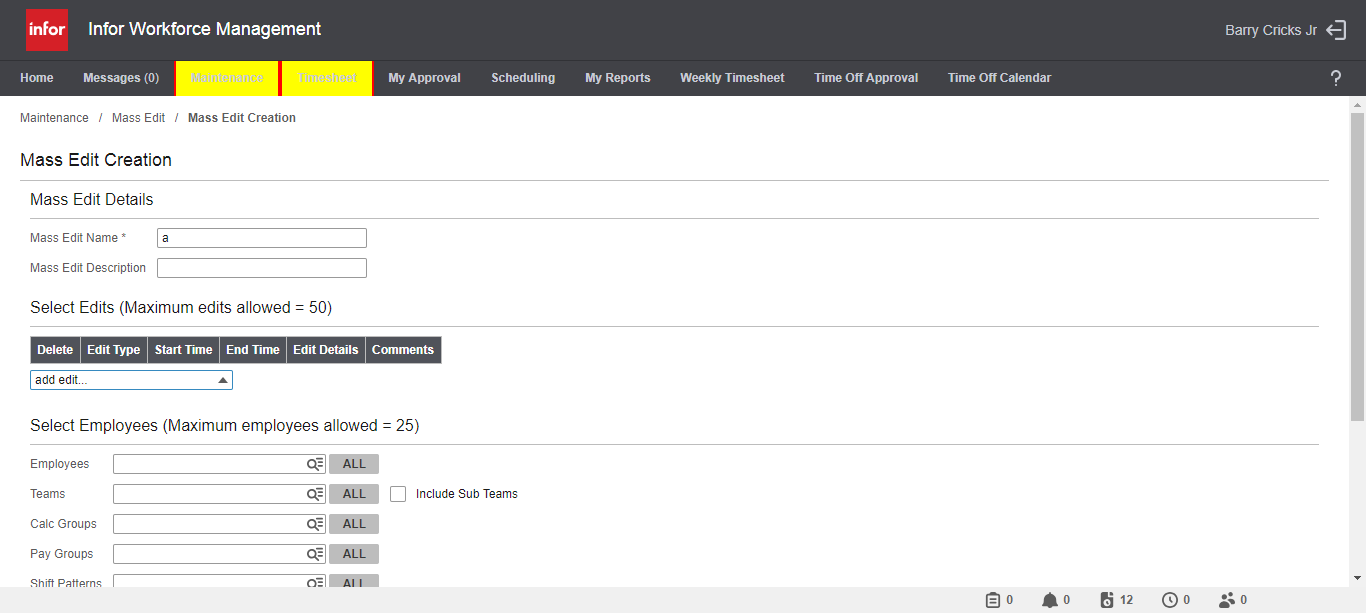 infor Infor Workforce Management Barry Cricks Jr
Home Messages (0) Maintenance Timesheet My Approval Scheduling My Reports Weekly Timesheet Time Off Approval Time Off Calendar ?
Maintenance / Mass Edit / Mass Edit Creation
Mass Edit Creation
Mass Edit Details
Mass Edit Name * a
Mass Edit Description
Select Edits (Maximum edits allowed = 50)
Delete Edit Type Start Time End Time Edit Details Comments
add edit...
Select Employees (Maximum employees allowed = 25)
Employees ALL
Teams ALL Include Sub Teams
Calc Groups ALL
Pay Groups ALL
Shift Patterns ALL
0 0 12 0 0